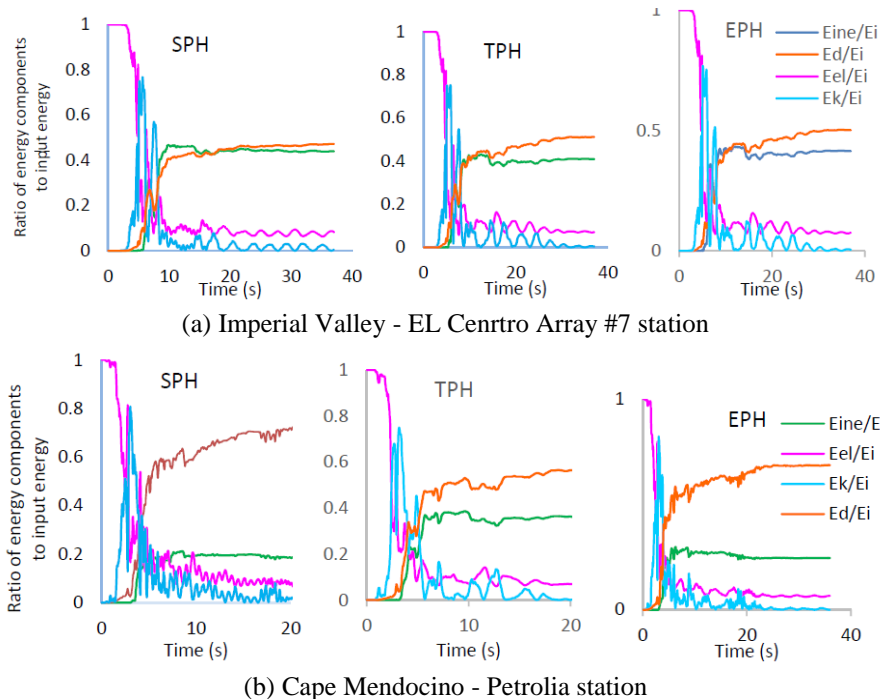 Ratio of energy components
to input energy
SPH
1
0.8
0.6
0.4
0.2
0
0 10 20 30 40
Time (s)
TPH
1
0.8
0.6
0.4
0.2
0
0 20 40
Time (s)
EPH
1
0.5
0
0 20 40
Time (s)
Eine/Ei
Ed/Ei
Eel/Ei
Ek/Ei
(a) Imperial Valley - EL Cenrtro Array #7 station
Ratio of energy components
to input energy
SPH
1
0.8
0.6
0.4
0.2
0
0 10 20
Time (s)
TPH
1
0.8
0.6
0.4
0.2
0
0 10 20
Time (s)
EPH
1
0
0 20 40
Time (s)
Eine/E
Eel/Ei
Ek/Ei
Ed/Ei
(b) Cape Mendocino - Petrolia station